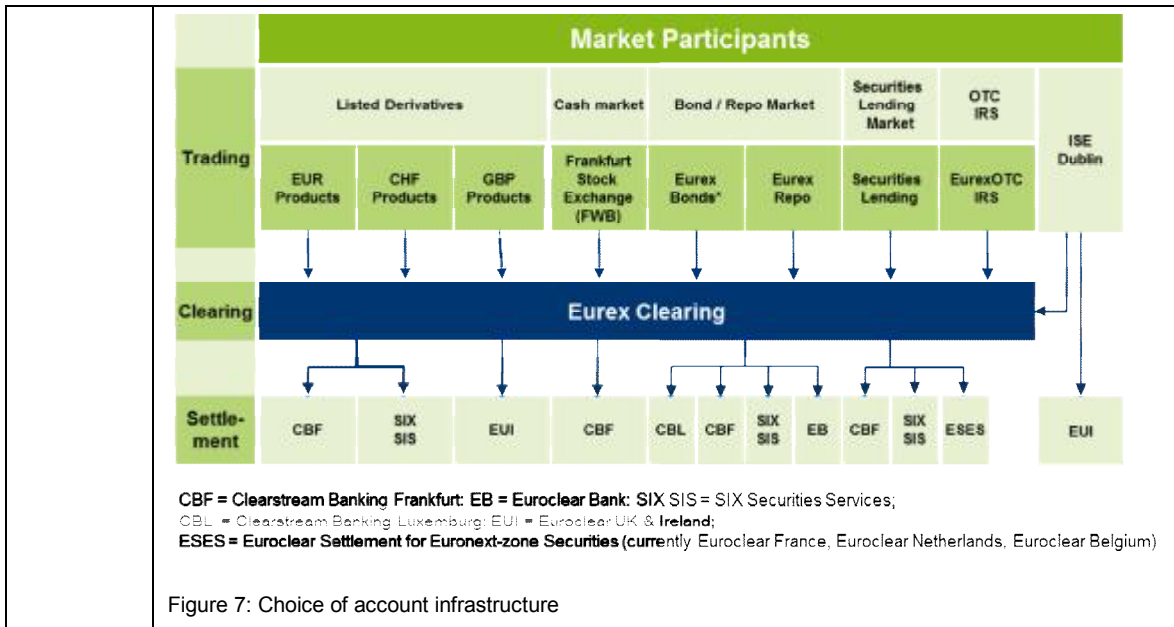 Market Participants
Trading
Listed Derivatives
Cash market
Bond / Repo Market
Securities
Lending
Market
OTC
IRS
ISE
Dublin
EUR
Products
CHF
Products
GBP
Products
Frankfurt
Stock
Exchange
(FWB)
Eurex
Bonds*
Eurex
Repo
Securities
Lending
EurexOTC
IRS
Clearing
Eurex Clearing
Settle-
ment
CBF
SIX
SIS
EUI
CBF
CBL
CBF
SIX
SIS
EB
CBF
SIX
SIS
ESES
EUI
CBF = Clearstream Banking Frankfurt: EB = Euroclear Bank: SIX SIS = SIX Securities Services;
CBL = Clearstream Banking Luxemburg: EUI = Euroclear UK & Ireland;
ESES = Euroclear Settlement for Euronext-zone Securities (currently Euroclear France, Euroclear Netherlands, Euroclear Belgium)
Figure 7: Choice of account infrastructure